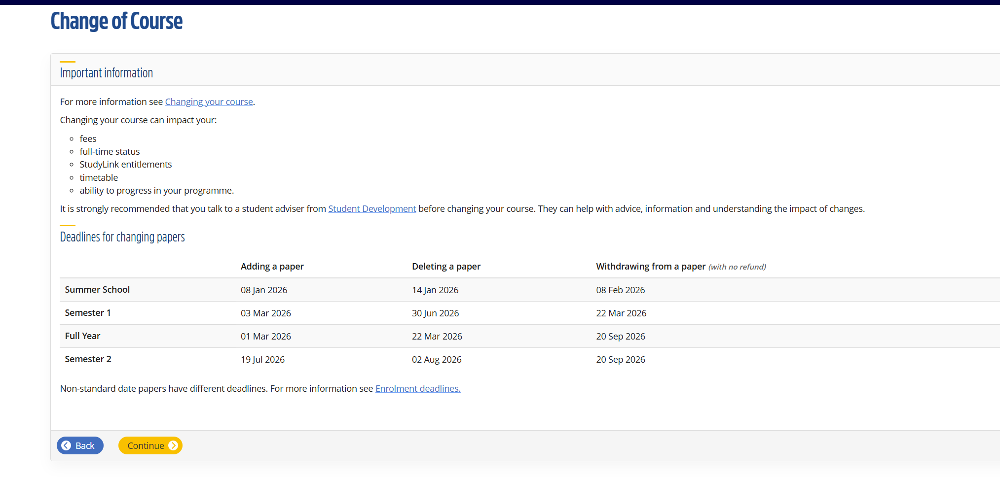 Change of Course
Important information
For more information see Changing your course.
Changing your course can impact your:
fees
full-time status
StudyLink entitlements
timetable
ability to progress in your programme.
It is strongly recommended that you talk to a student adviser from Student Development before changing your course. They can help with advice, information and understanding the impact of changes.
Deadlines for changing papers
Adding a paper Deleting a paper Withdrawing from a paper (with no refund)
Summer School 08 Jan 2026 14 Jan 2026 08 Feb 2026
Semester 1 03 Mar 2026 30 Jun 2026 22 Mar 2026
Full Year 01 Mar 2026 22 Mar 2026 20 Sep 2026
Semester 2 19 Jul 2026 02 Aug 2026 20 Sep 2026
Non-standard date papers have different deadlines. For more information see Enrolment deadlines.
Back Continue